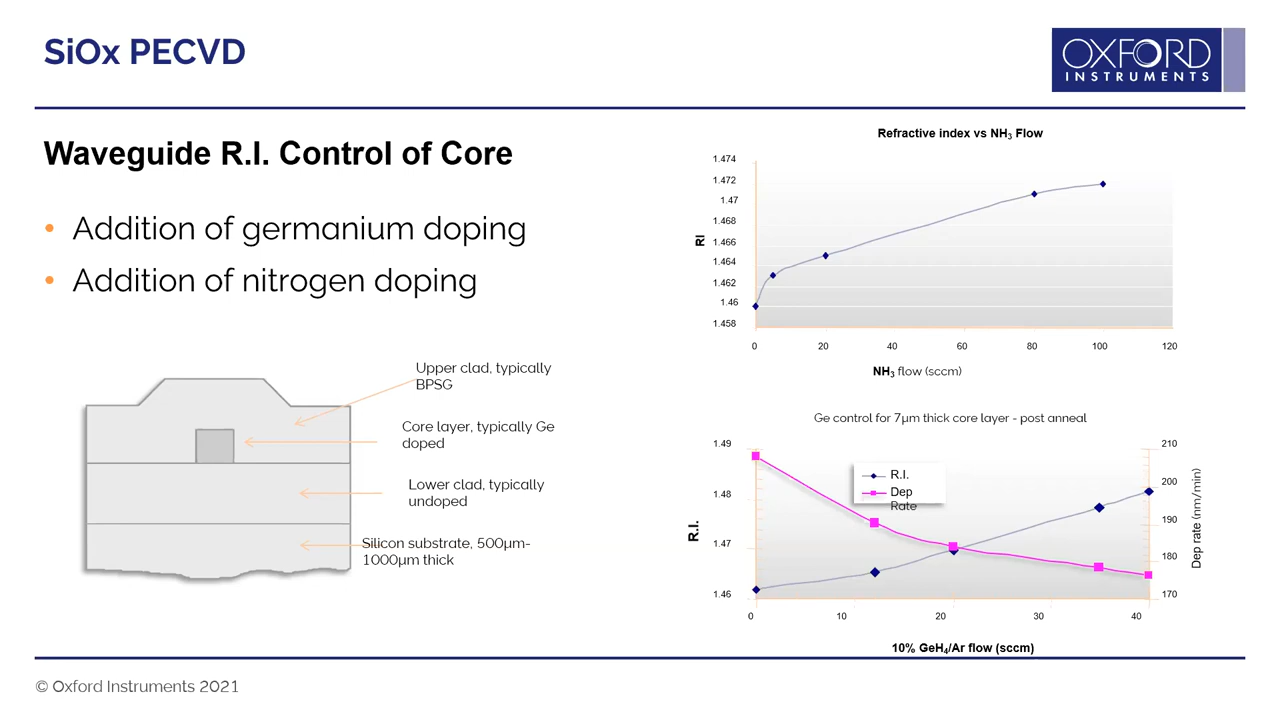 SiOx PECVD
OXFORD
INSTRUMENTS
Waveguide R.I. Control of Core
• Addition of germanium doping
• Addition of nitrogen doping
Upper clad, typically
BPSG
Core layer, typically Ge
doped
Lower clad, typically
undoped
Silicon substrate, 500µm-
1000µm thick
Refractive index vs NH₃ Flow
1.474
1.472
1.47
1.468
1.466
1.464
1.462
1.46
1.458
RI
0 20 40 60 80 100 120
NH₃ flow (sccm)
Ge control for 7µm thick core layer - post anneal
1.49
1.48
1.47
1.46
R.I.
R.I.
Dep
Rate
210
200
190
180
170
Dep rate (nm/min)
0 10 20 30 40
10% GeH₄/Ar flow (sccm)
© Oxford Instruments 2021